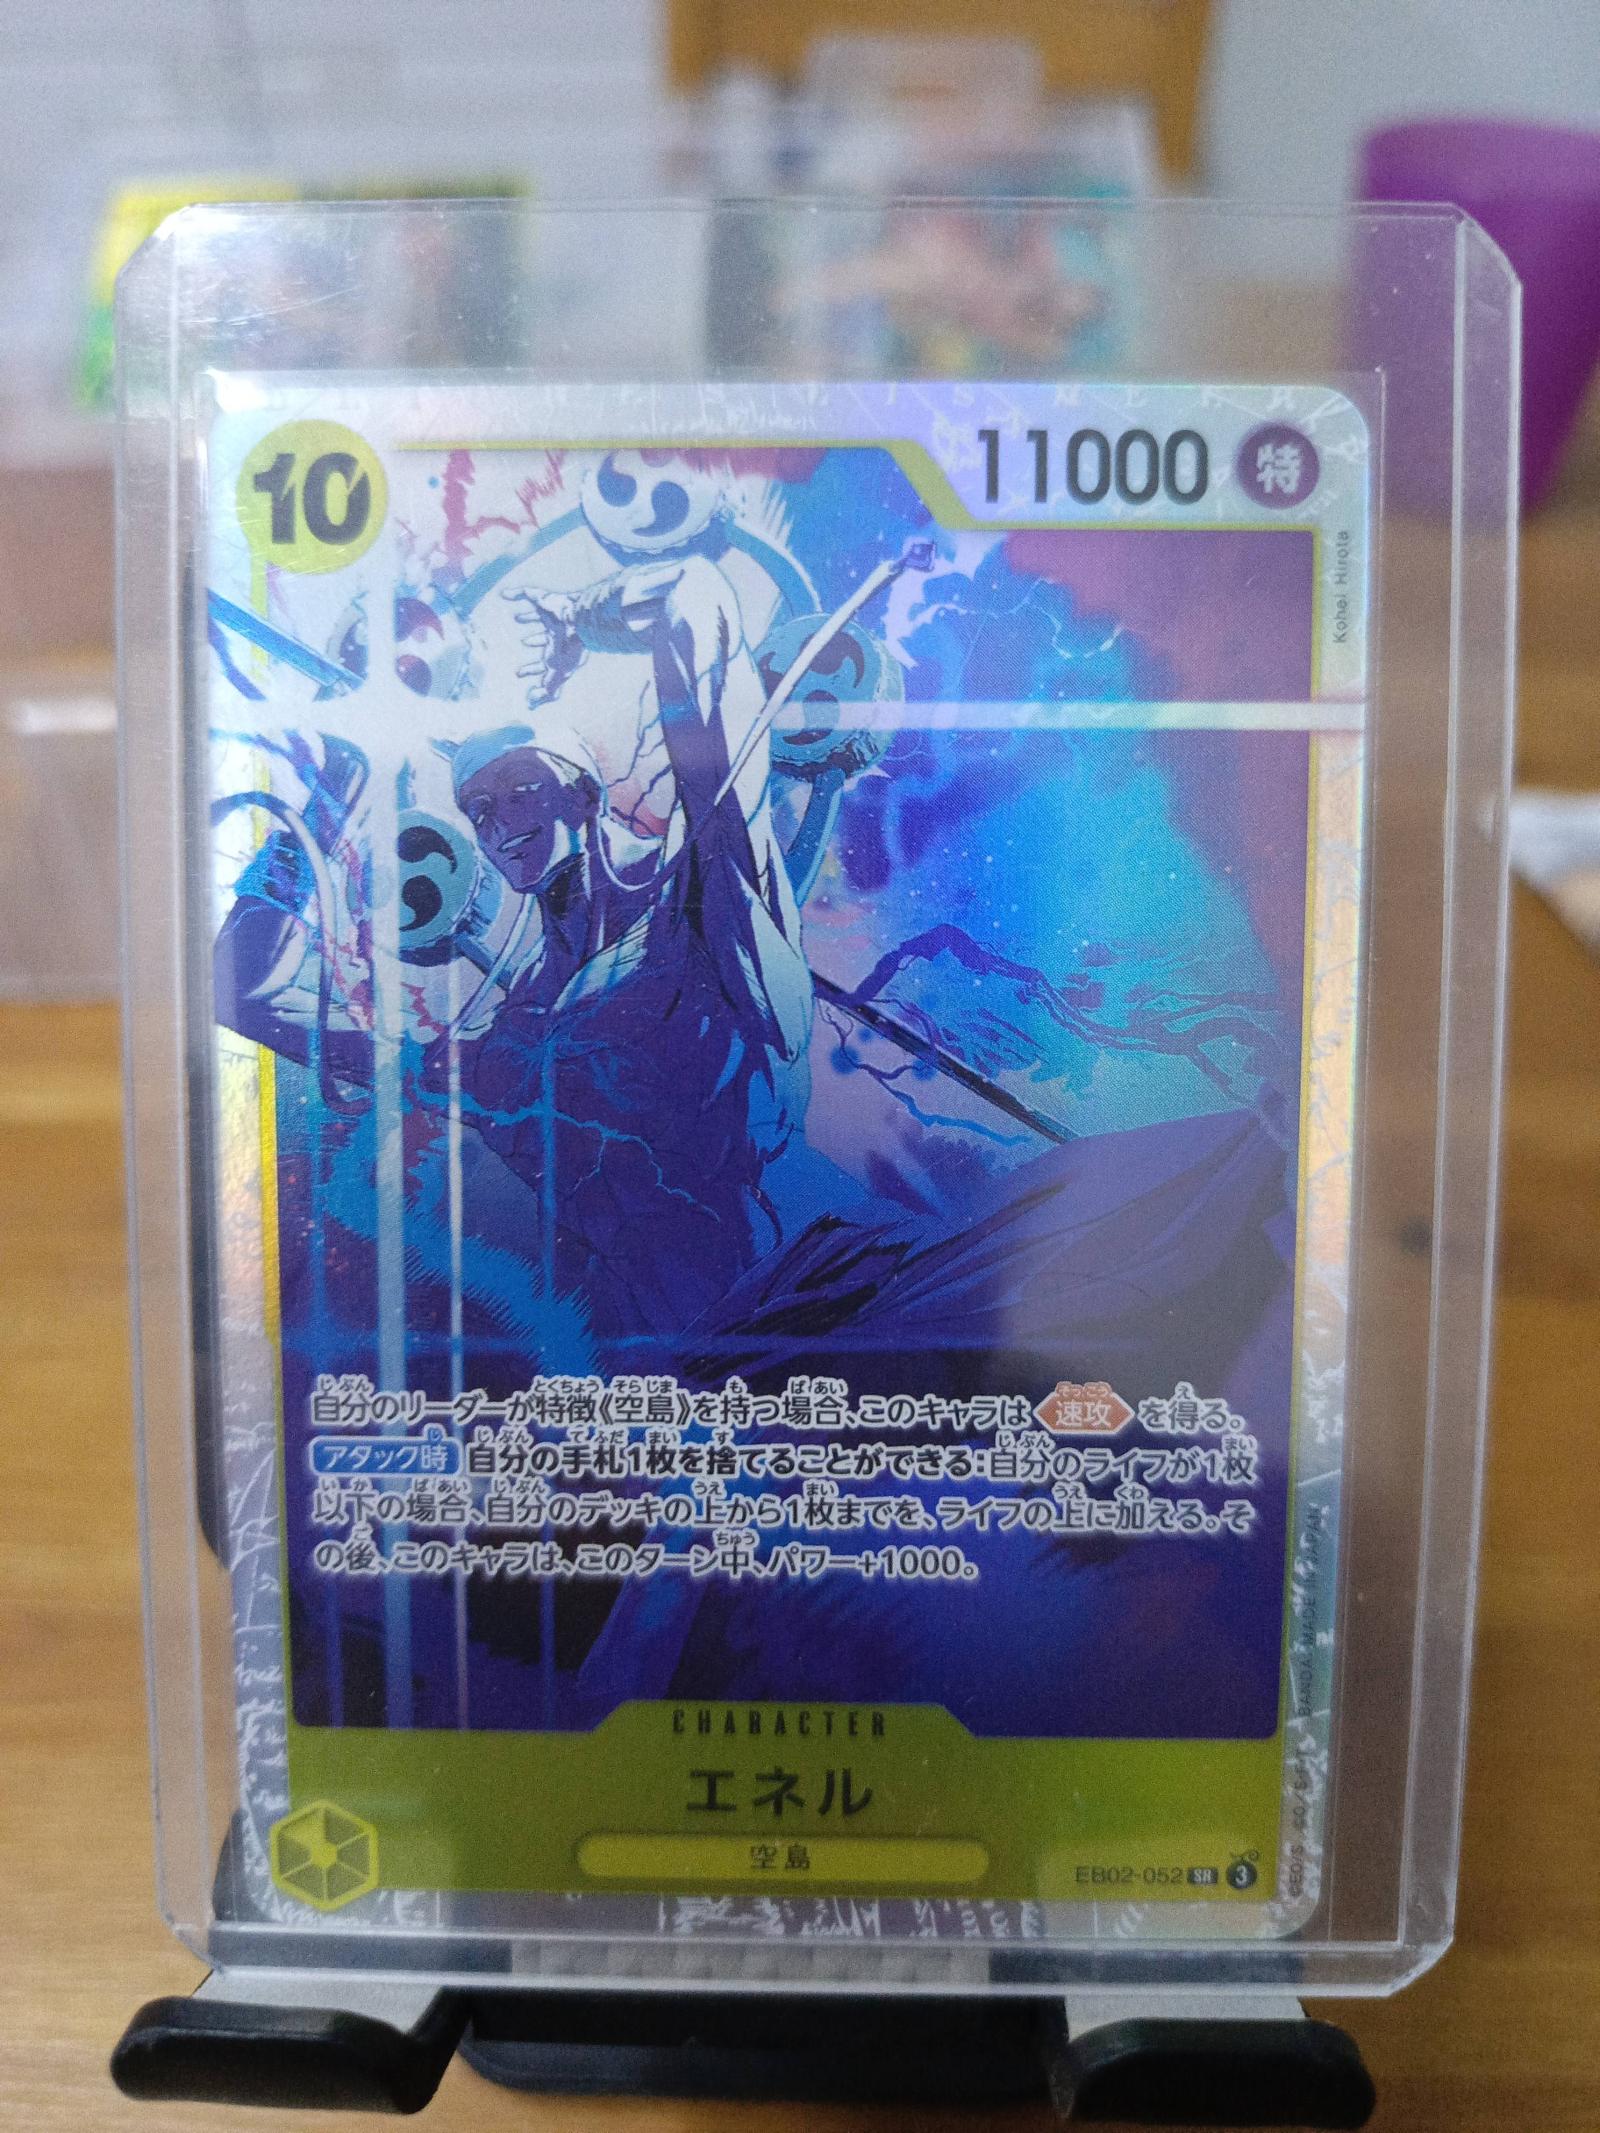 10
11000 特
Kohei Hirota
自分のリーダーが特徴《空島》を持つ場合、このキャラは 速攻 を得る。
アタック時 自分の手札1枚を捨てることができる：自分のライフが1枚
以下の場合、自分のデッキの上から1枚までを、ライフの上に加える。そ
の後、このキャラは、このターン中、パワー+1000。
CHARACTER
エネル
空島
EB02-052 SR 3
BANDAI MADE IN JAPAN